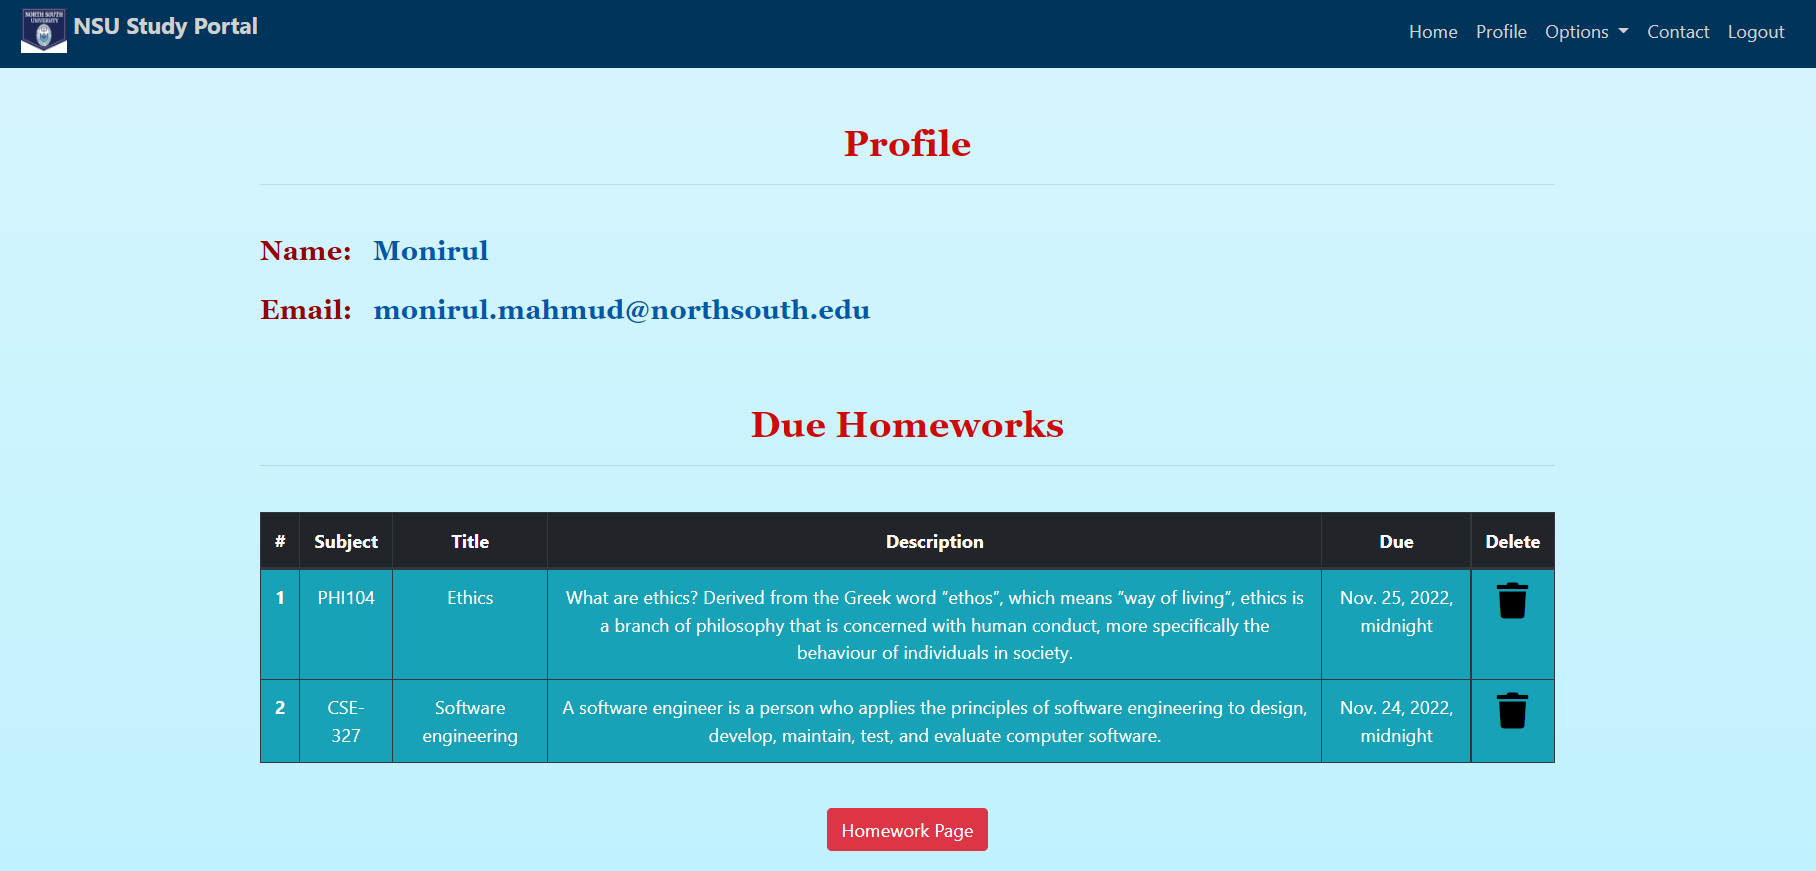 NORTH SOUTH
UNIVERSITY
NSU Study Portal
Home Profile Options Contact Logout
Profile
Name: Monirul
Email: monirul.mahmud@northsouth.edu
Due Homeworks
# Subject Title Description Due Delete
1 PHI104 Ethics What are ethics? Derived from the Greek word “ethos”, which means “way of living”, ethics is Nov. 25, 2022,
a branch of philosophy that is concerned with human conduct, more specifically the midnight
behaviour of individuals in society.
2 CSE- Software A software engineer is a person who applies the principles of software engineering to design, Nov. 24, 2022,
327 engineering develop, maintain, test, and evaluate computer software. midnight
Homework Page